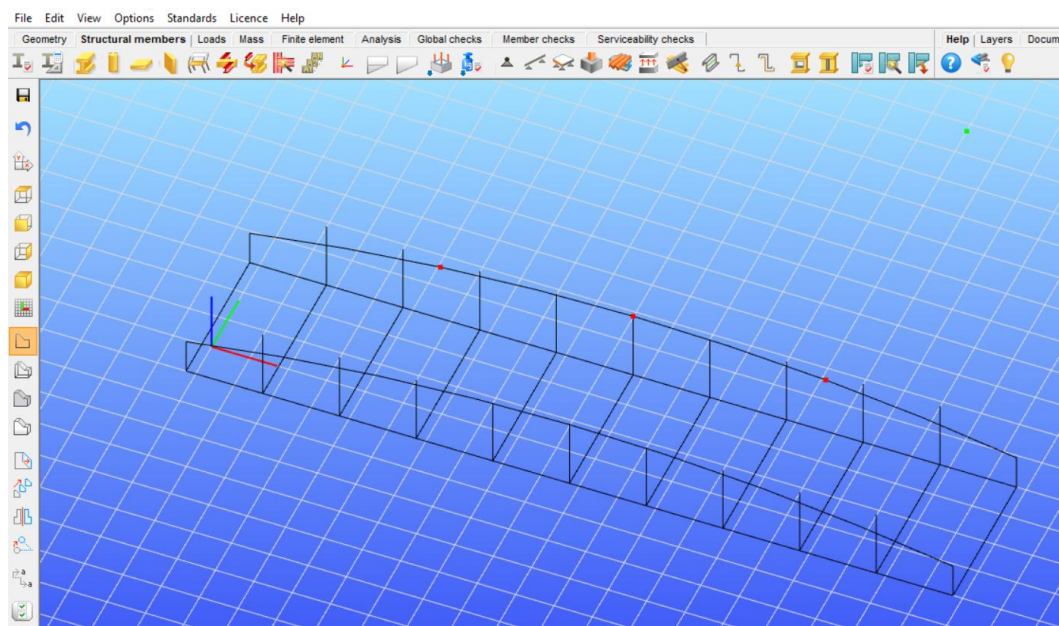 File Edit View Options Standards Licence Help
Geometry Structural members Loads Mass Finite element Analysis Global checks Member checks Serviceability checks Help Layers Docum
a
a